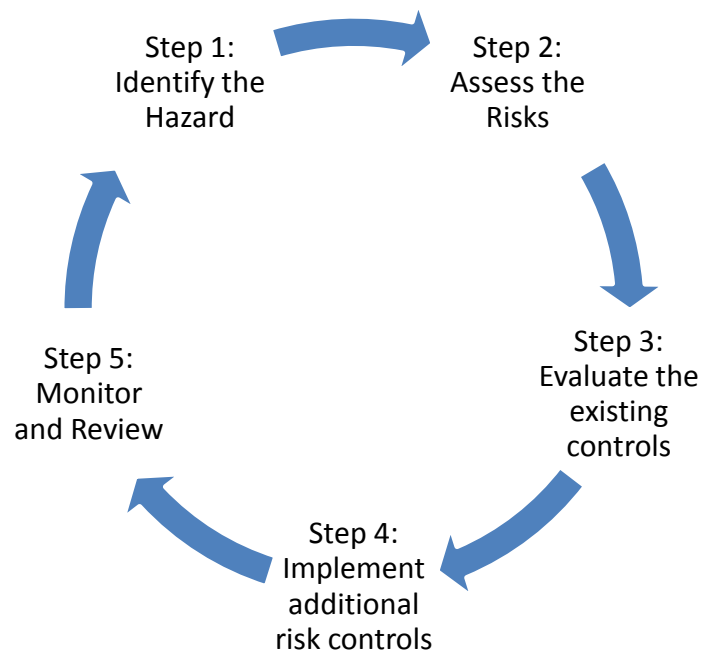 Step 1:
Identify the
Hazard
Step 2:
Assess the
Risks
Step 3:
Evaluate the
existing
controls
Step 4:
Implement
additional
risk controls
Step 5:
Monitor
and Review